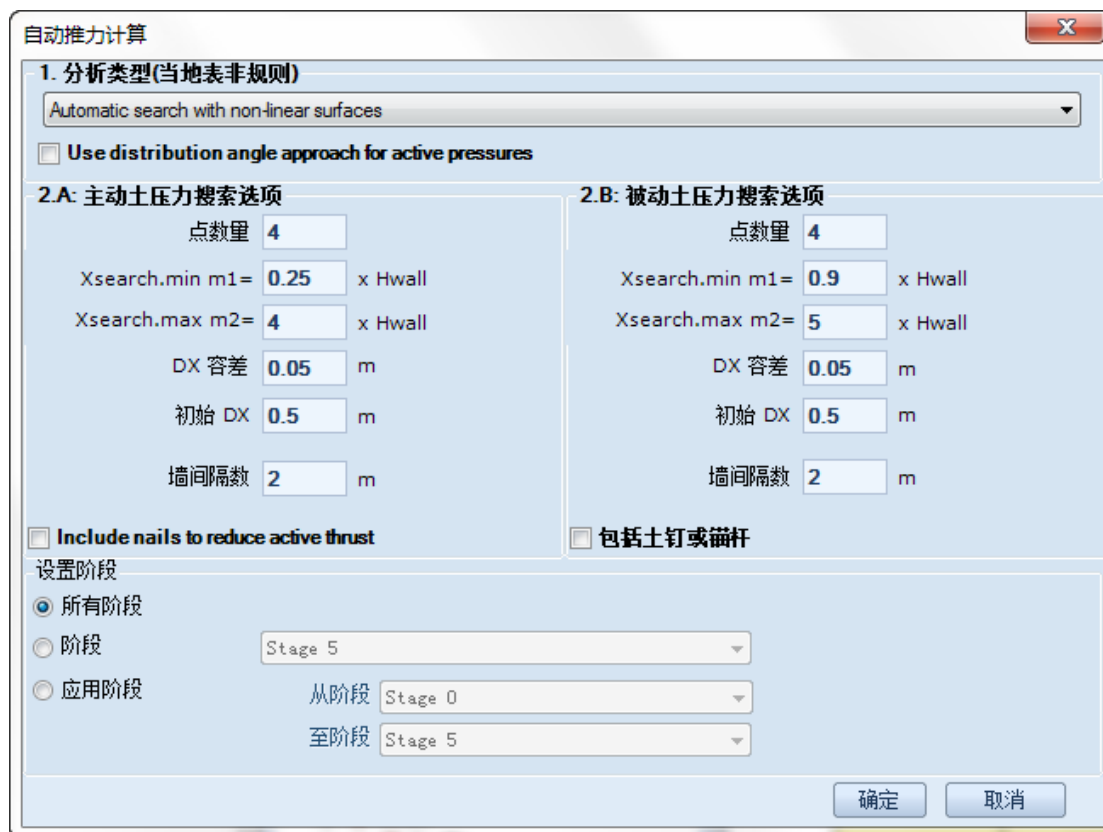 自动推力计算
1. 分析类型(当地表非规则)
Automatic search with non-linear surfaces
Use distribution angle approach for active pressures
2.A: 主动土压力搜索选项
点数量 4
Xsearch.min m1= 0.25 x Hwall
Xsearch.max m2= 4 x Hwall
DX 容差 0.05 m
初始 DX 0.5 m
墙间隔数 2 m
Include nails to reduce active thrust
2.B: 被动土压力搜索选项
点数量 4
Xsearch.min m1= 0.9 x Hwall
Xsearch.max m2= 5 x Hwall
DX 容差 0.05 m
初始 DX 0.5 m
墙间隔数 2 m
包括土钉或锚杆
设置阶段
所有阶段
阶段 Stage 5
应用阶段 从阶段 Stage 0
至阶段 Stage 5
确定 取消